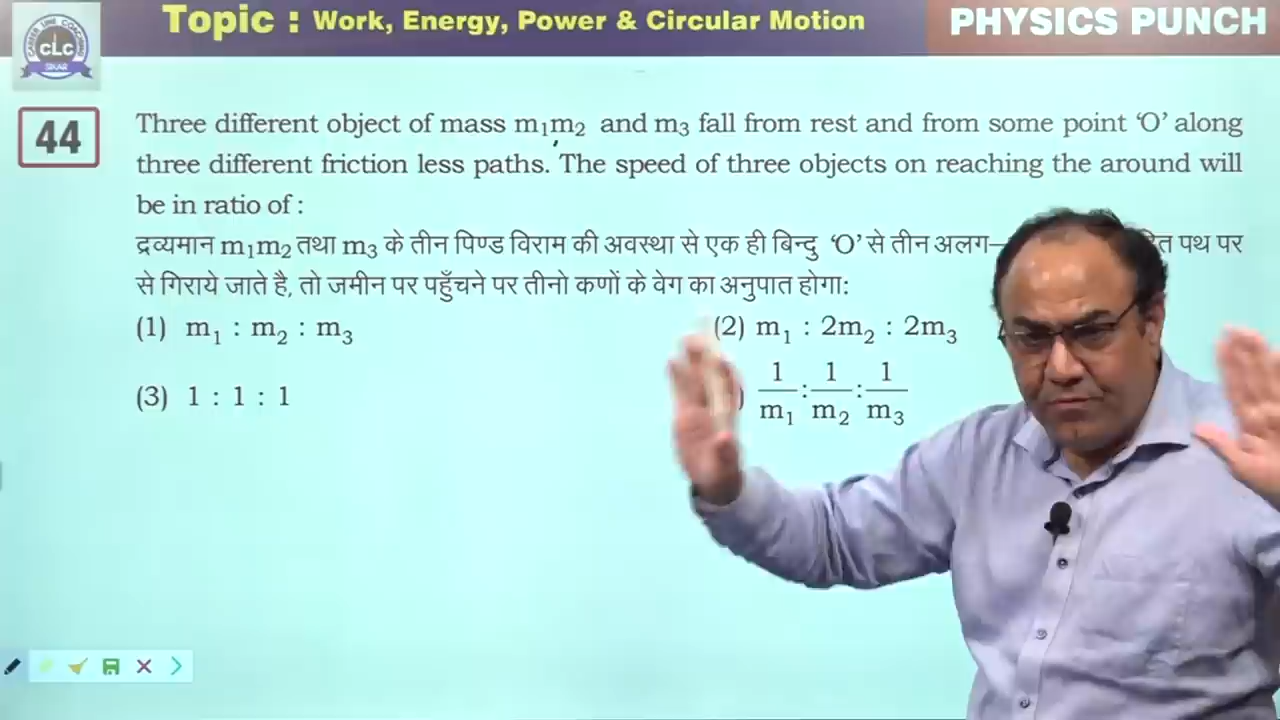 Topic : Work, Energy, Power & Circular Motion
PHYSICS PUNCH
CLC
SIKAR
44
Three different object of mass m₁m₂ and m₃ fall from rest and from some point ‘O’ along
three different friction less paths. The speed of three objects on reaching the around will
be in ratio of :
द्रव्यमान m₁m₂ तथा m₃ के तीन पिण्ड विराम की अवस्था से एक ही बिन्दु ‘O’ से तीन अलग– पथ पर
से गिराये जाते है, तो जमीन पर पहुँचने पर तीनो कणों के वेग का अनुपात होगा:
(1) m₁ : m₂ : m₃
(2) m₁ : 2m₂ : 2m₃
(3) 1 : 1 : 1
) 1/m₁ : 1/m₂ : 1/m₃